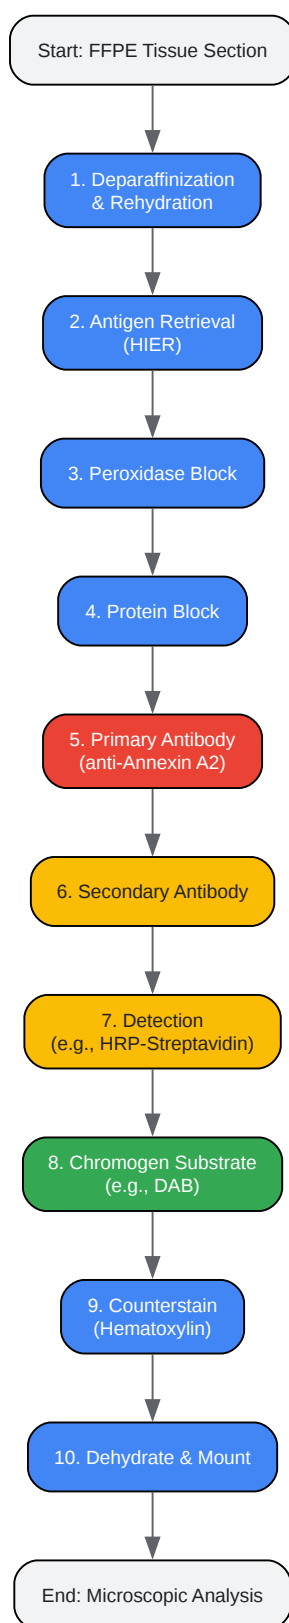 Start: FFPE Tissue Section
1. Deparaffinization
& Rehydration
2. Antigen Retrieval
(HIER)
3. Peroxidase Block
4. Protein Block
5. Primary Antibody
(anti-Annexin A2)
6. Secondary Antibody
7. Detection
(e.g., HRP-Streptavidin)
8. Chromogen Substrate
(e.g., DAB)
9. Counterstain
(Hematoxylin)
10. Dehydrate & Mount
End: Microscopic Analysis